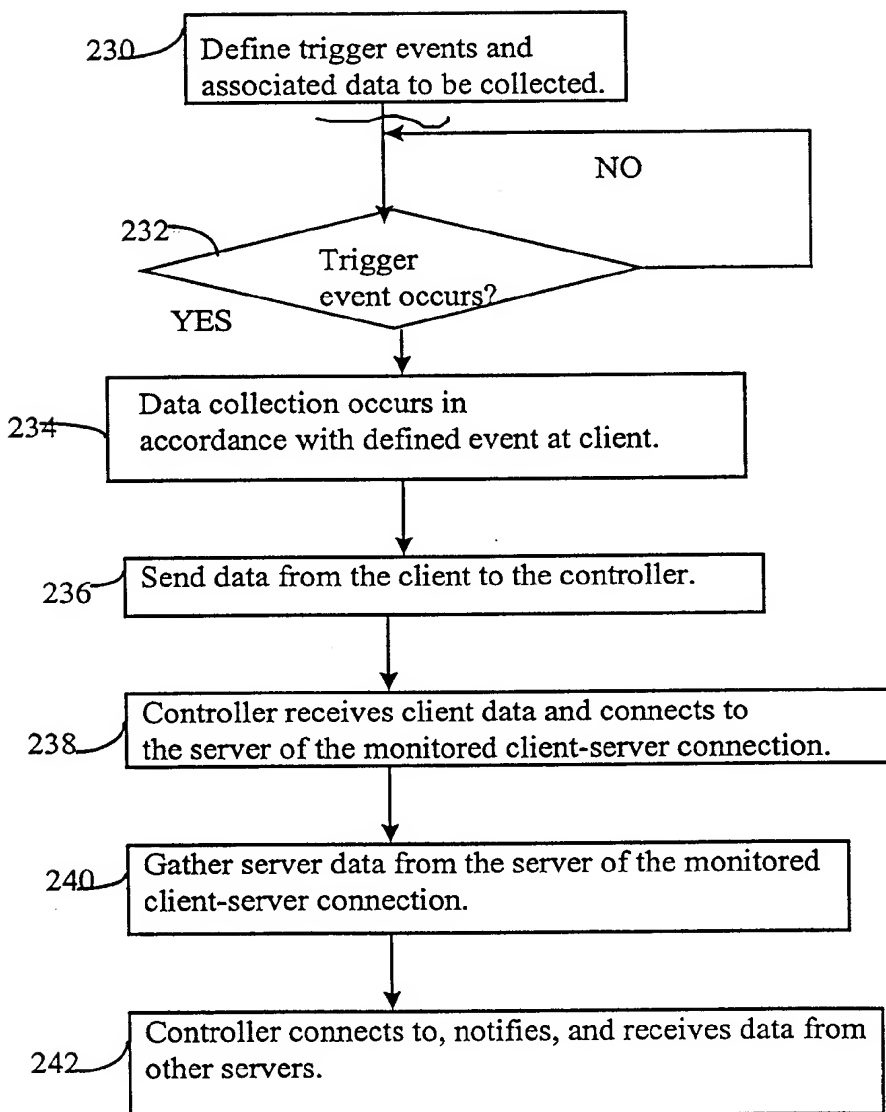 230
Define trigger events and
associated data to be collected.
NO
232
Trigger
event occurs?
YES
234
Data collection occurs in
accordance with defined event at client.
236
Send data from the client to the controller.
238
Controller receives client data and connects to
the server of the monitored client-server connection.
240
Gather server data from the server of the monitored
client-server connection.
242
Controller connects to, notifies, and receives data from
other servers.